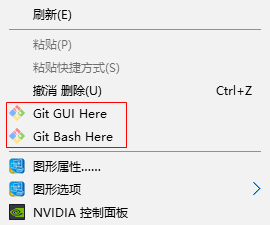 刷新(E)
粘贴(P)
粘贴快捷方式(S)
撤消 删除(U) Ctrl+Z
Git GUI Here
Git Bash Here
图形属性......
图形选项
NVIDIA 控制面板